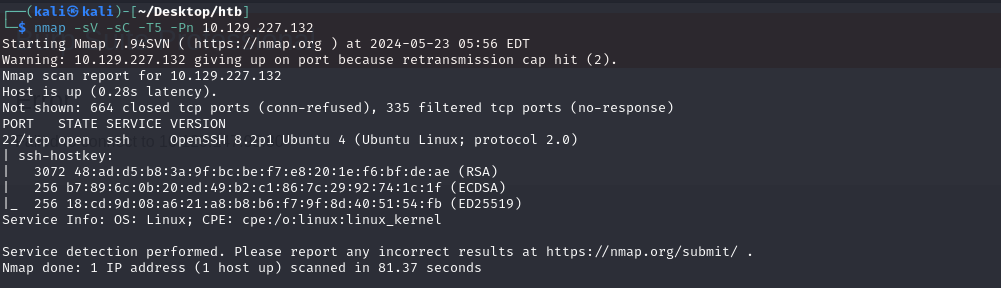 ┌──(kali㉿kali)-[~/Desktop/htb]
└─$ nmap -sV -sC -T5 -Pn 10.129.227.132
Starting Nmap 7.94SVN ( https://nmap.org ) at 2024-05-23 05:56 EDT
Warning: 10.129.227.132 giving up on port because retransmission cap hit (2).
Nmap scan report for 10.129.227.132
Host is up (0.28s latency).
Not shown: 664 closed tcp ports (conn-refused), 335 filtered tcp ports (no-response)
PORT   STATE SERVICE VERSION
22/tcp open  ssh     OpenSSH 8.2p1 Ubuntu 4 (Ubuntu Linux; protocol 2.0)
| ssh-hostkey:
|   3072 48:ad:d5:b8:3a:9f:bc:be:f7:e8:20:1e:f6:bf:de:ae (RSA)
|   256 b7:89:6c:0b:20:ed:49:b2:c1:86:7c:29:92:74:1c:1f (ECDSA)
|_  256 18:cd:9d:08:a6:21:a8:b8:b6:f7:9f:8d:40:51:54:fb (ED25519)
Service Info: OS: Linux; CPE: cpe:/o:linux:linux_kernel

Service detection performed. Please report any incorrect results at https://nmap.org/submit/ .
Nmap done: 1 IP address (1 host up) scanned in 81.37 seconds